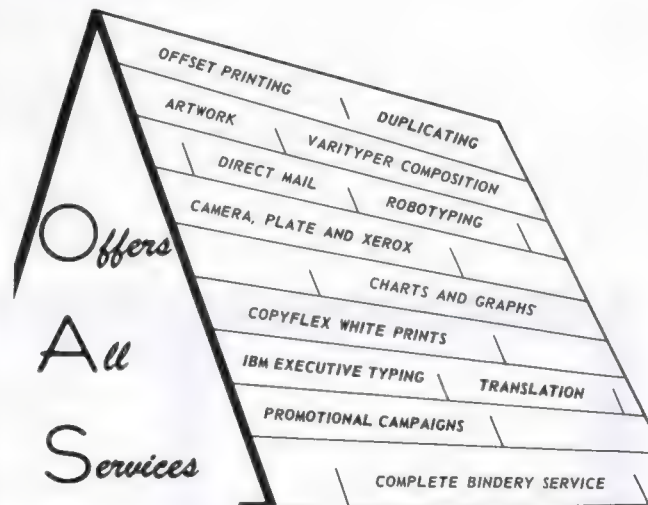 OFFSET PRINTING DUPLICATING
ARTWORK VARITYPER COMPOSITION
DIRECT MAIL ROBOTYPING
CAMERA, PLATE AND XEROX
CHARTS AND GRAPHS
COPYFLEX WHITE PRINTS
IBM EXECUTIVE TYPING TRANSLATION
PROMOTIONAL CAMPAIGNS
COMPLETE BINDERY SERVICE
Offers
All
Services